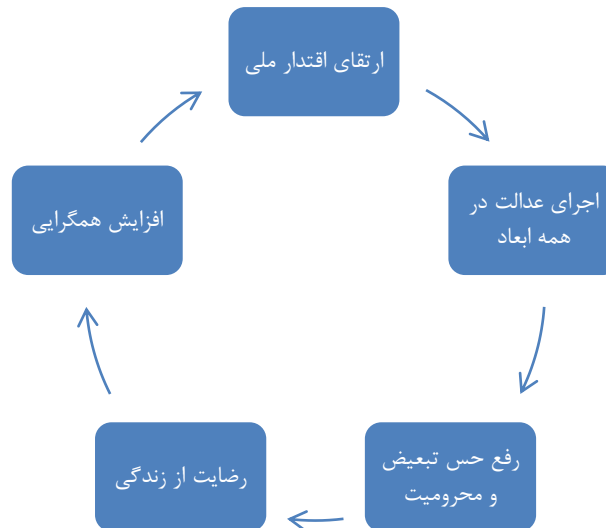 ارتقای اقتدار ملی
اجرای عدالت در
همه ابعاد
رفع حس تبعیض
و محرومیت
رضایت از زندگی
افزایش همگرایی